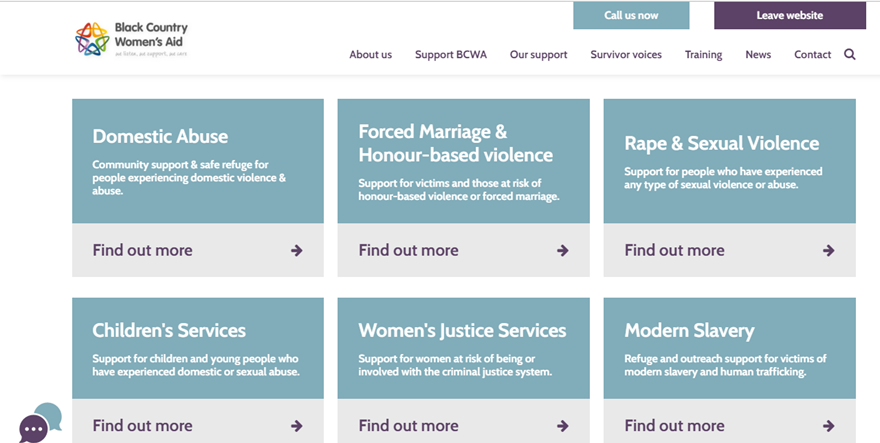 Call us now
Leave website
Black Country
Women's Aid
we listen, we support, we care
About us
Support BCWA
Our support
Survivor voices
Training
News
Contact
Domestic Abuse
Community support & safe refuge for
people experiencing domestic violence &
abuse.
Find out more
Forced Marriage &
Honour-based violence
Support for victims and those at risk of
honour-based violence or forced marriage.
Find out more
Rape & Sexual Violence
Support for people who have experienced
any type of sexual violence or abuse.
Find out more
Children's Services
Support for children and young people who
have experienced domestic or sexual abuse.
Find out more
Women's Justice Services
Support for women at risk of being or
involved with the criminal justice system.
Find out more
Modern Slavery
Refuge and outreach support for victims of
modern slavery and human trafficking.
Find out more